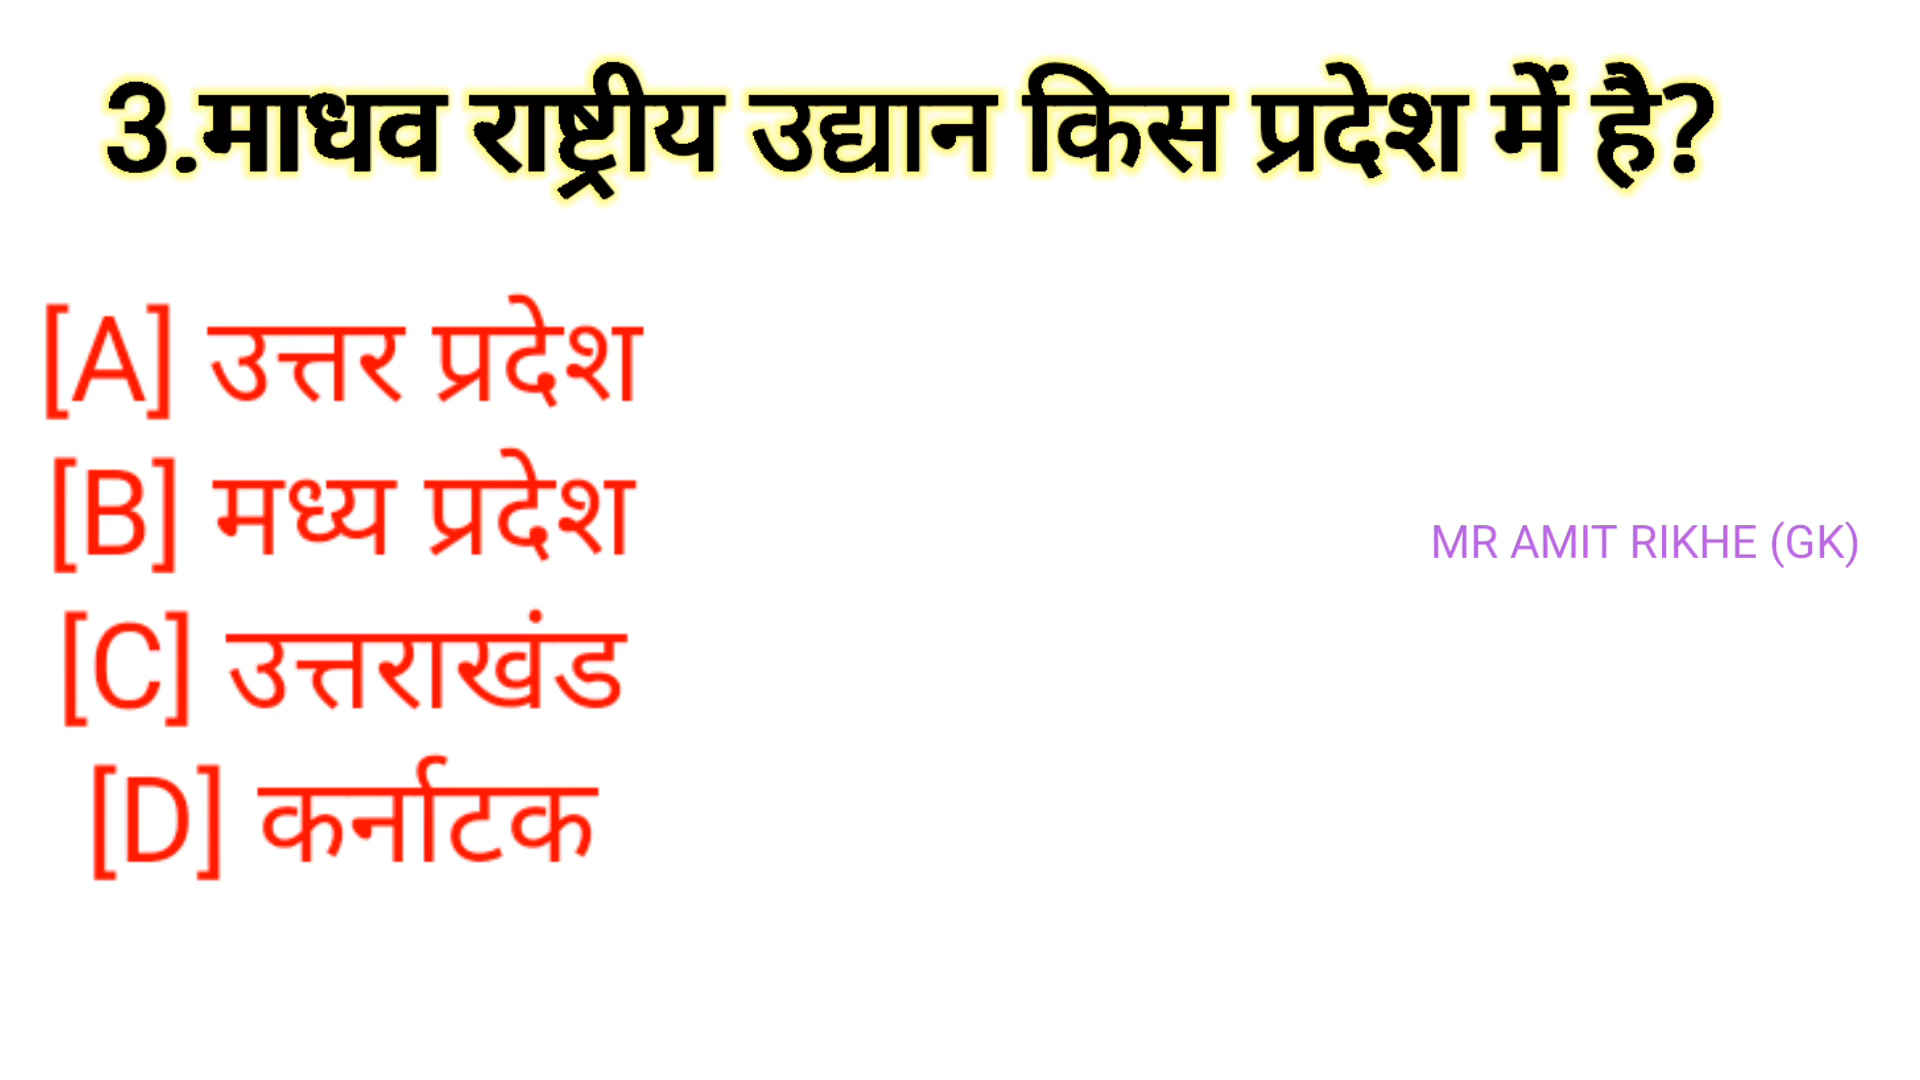 3.माधव राष्ट्रीय उद्यान किस प्रदेश में है?
[A] उत्तर प्रदेश
[B] मध्य प्रदेश
MR AMIT RIKHE (GK)
[C] उत्तराखंड
[D] कर्नाटक